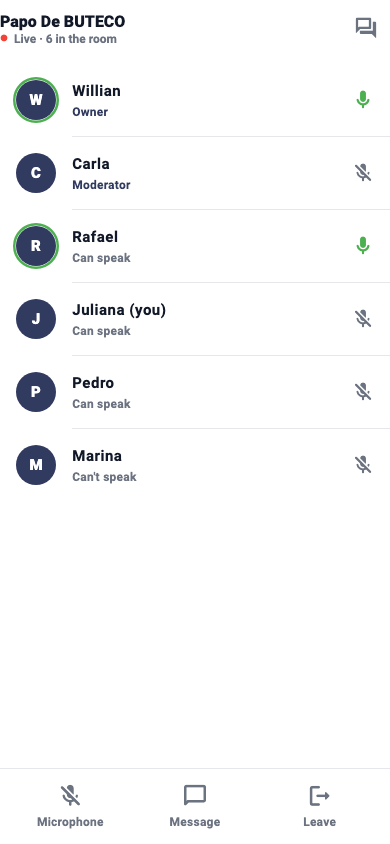 Papo De BUTECO
Live · 6 in the room
W
Willian
Owner
C
Carla
Moderator
R
Rafael
Can speak
J
Juliana (you)
Can speak
P
Pedro
Can speak
M
Marina
Can't speak
Microphone
Message
Leave